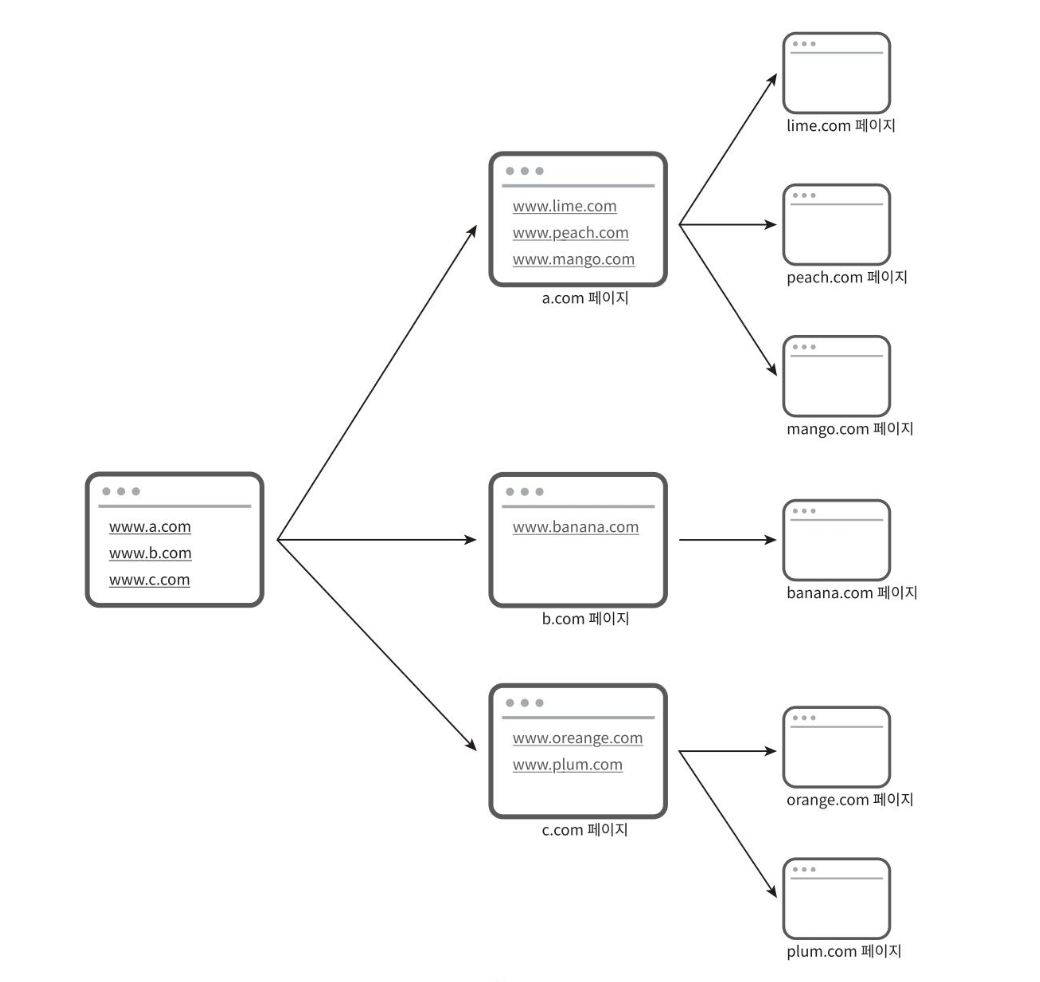 www.a.com
www.b.com
www.c.com
www.lime.com
www.peach.com
www.mango.com
a.com 페이지
www.banana.com
b.com 페이지
www.oreange.com
www.plum.com
c.com 페이지
lime.com 페이지
peach.com 페이지
mango.com 페이지
banana.com 페이지
orange.com 페이지
plum.com 페이지